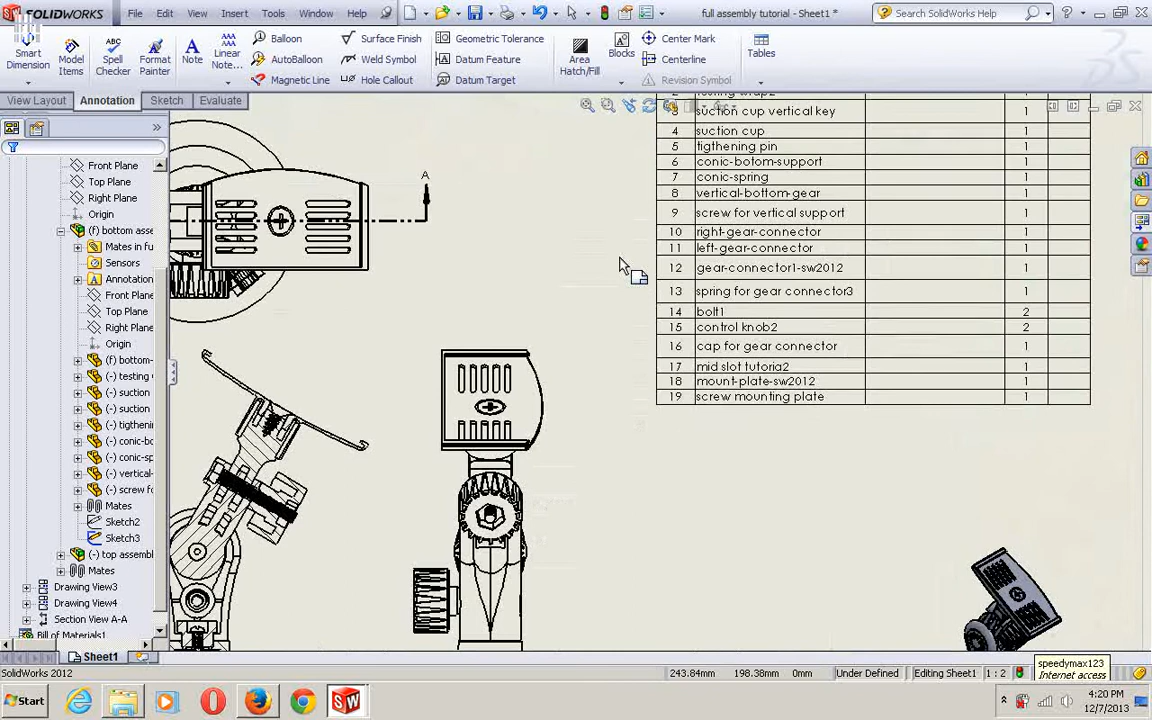 SOLIDWORKS File Edit View Insert Tools Window Help full assembly tutorial - Sheet1 * Search SolidWorks Help
Smart Dimension
Model Items
Spell Checker
Format Painter
Note
Linear Note...
Balloon
AutoBalloon
Magnetic Line
Surface Finish
Weld Symbol
Hole Callout
Geometric Tolerance
Datum Feature
Datum Target
Area Hatch/Fill
Blocks
Center Mark
Centerline
Revision Symbol
Tables
View Layout Annotation Sketch Evaluate
Front Plane
Top Plane
Right Plane
Origin
(f) bottom asse
Mates in fu
Sensors
Annotation
Front Plane
Top Plane
Right Plane
Origin
(f) bottom-
(-) testing
(-) suction
(-) suction
(-) tigthen
(-) conic-bo
(-) conic-sp
(-) vertical-
(-) screw fo
Mates
Sketch2
Sketch3
(-) top assembl
Mates
Drawing View3
Drawing View4
Section View A-A
Bill of Materials1
A
3 suction cup vertical key 1
4 suction cup 1
5 tigthening pin 1
6 conic-botom-support 1
7 conic-spring 1
8 vertical-bottom-gear 1
9 screw for vertical support 1
10 right-gear-connector 1
11 left-gear-connector 1
12 gear-connector1-sw2012 1
13 spring for gear connector3 1
14 bolt1 2
15 control knob2 2
16 cap for gear connector 1
17 mid slot tutoria2 1
18 mount-plate-sw2012 1
19 screw mounting plate 1
Sheet1
speedymax123
Internet access
SolidWorks 2012 243.84mm 198.38mm 0mm Under Defined Editing Sheet1 1 : 2
Start SW 4:20 PM
12/7/2013